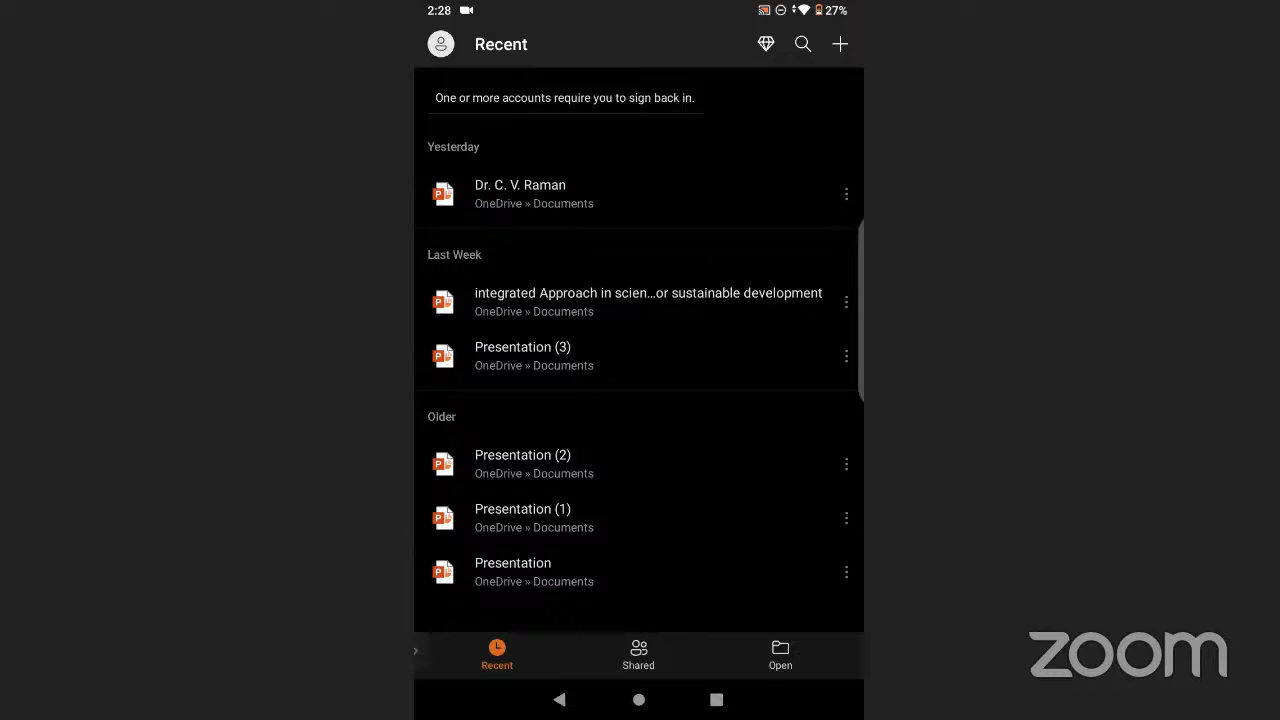 2:28
27%
Recent
One or more accounts require you to sign back in.
Yesterday
Dr. C. V. Raman
OneDrive » Documents
Last Week
integrated Approach in scien...or sustainable development
OneDrive » Documents
Presentation (3)
OneDrive » Documents
Older
Presentation (2)
OneDrive » Documents
Presentation (1)
OneDrive » Documents
Presentation
OneDrive » Documents
Recent
Shared
Open
zoom